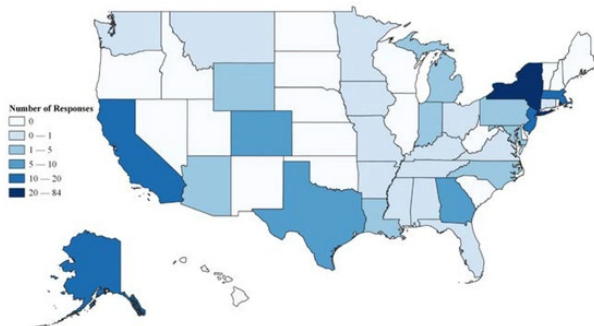 Number of Responses
0
0 — 1
1 — 5
5 — 10
10 — 20
20 — 84